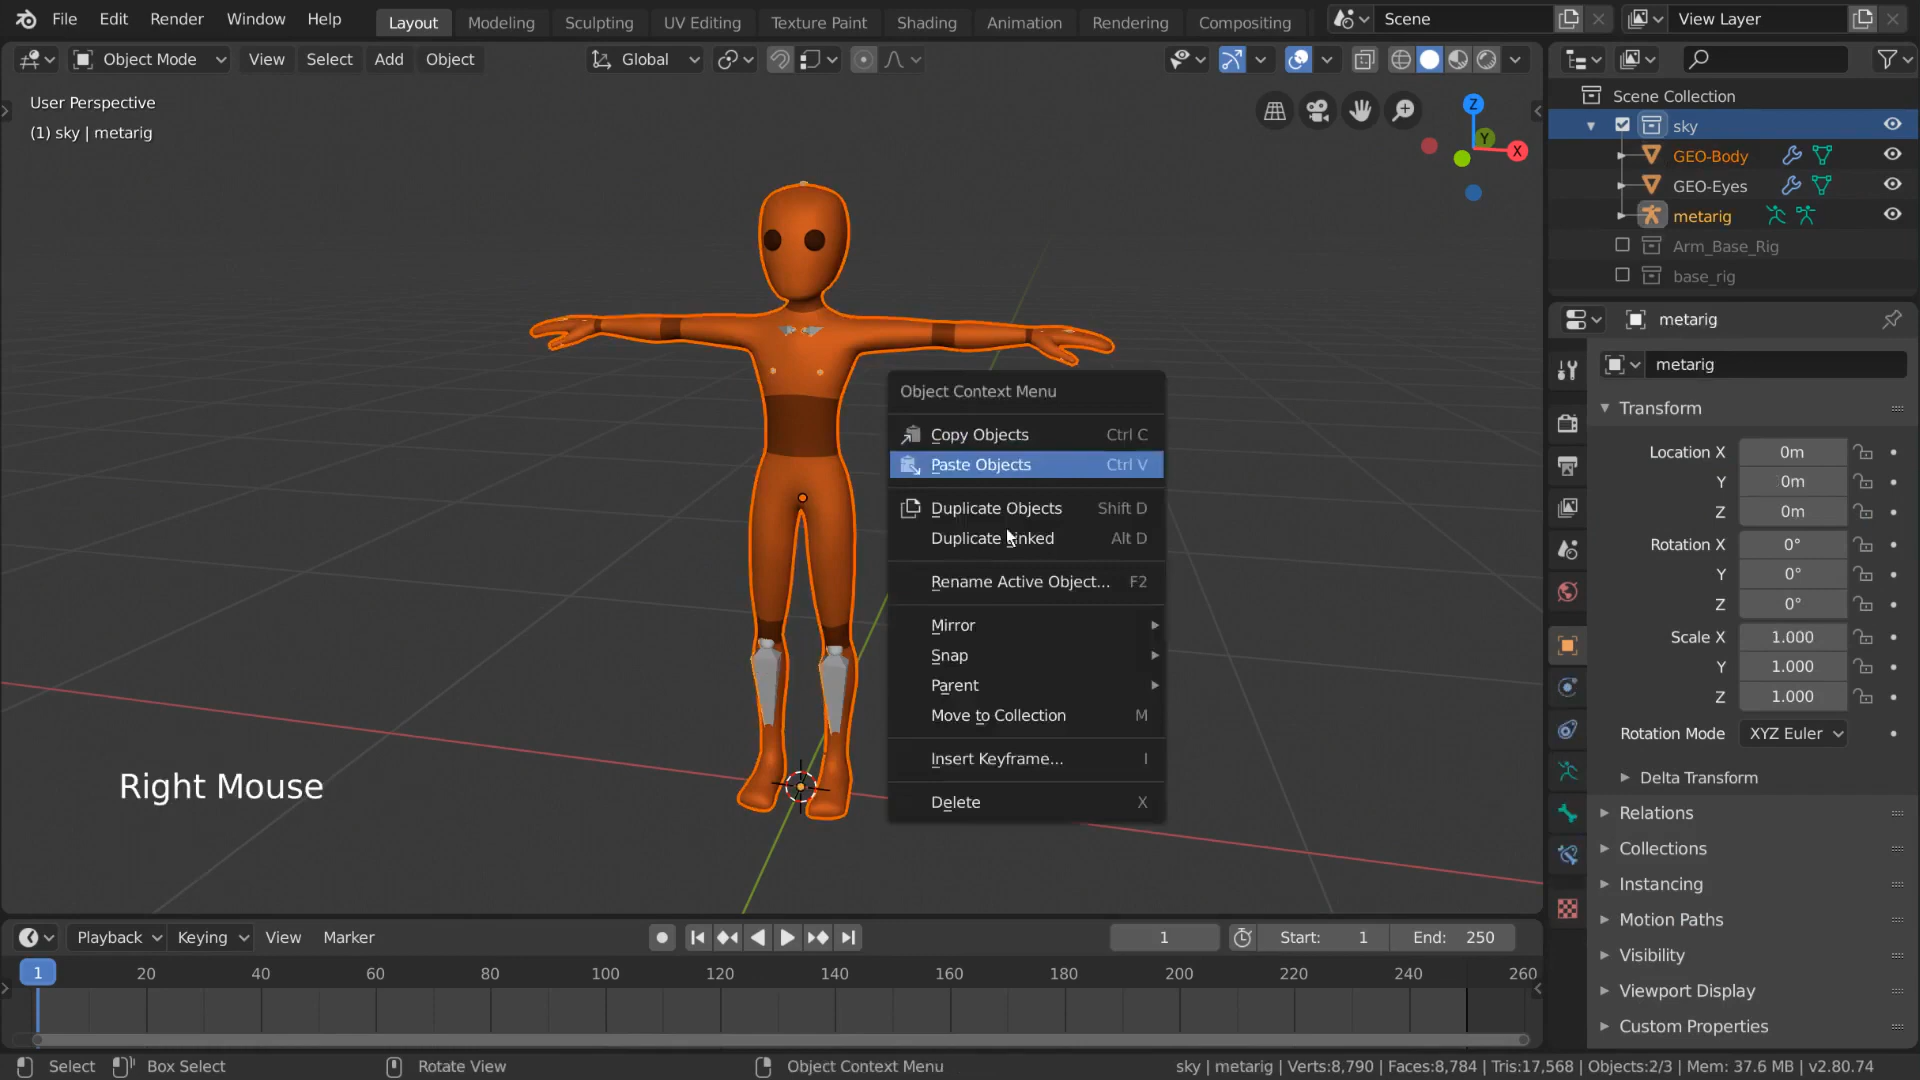 File Edit Render Window Help Layout Modeling Sculpting UV Editing Texture Paint Shading Animation Rendering Compositing Scene View Layer
Object Mode View Select Add Object Global
User Perspective
(1) sky | metarig
Z
Y
X
Scene Collection
sky
GEO-Body
GEO-Eyes
metarig
Arm_Base_Rig
base_rig
metarig
metarig
Transform
Location X 0m
Y 0m
Z 0m
Rotation X 0°
Y 0°
Z 0°
Scale X 1.000
Y 1.000
Z 1.000
Rotation Mode XYZ Euler
Delta Transform
Relations
Collections
Instancing
Motion Paths
Visibility
Viewport Display
Custom Properties
Object Context Menu
Copy Objects Ctrl C
Paste Objects Ctrl V
Duplicate Objects Shift D
Duplicate Linked Alt D
Rename Active Object... F2
Mirror
Snap
Parent
Move to Collection M
Insert Keyframe... I
Delete X
Right Mouse
Playback Keying View Marker 1 Start: 1 End: 250
1 20 40 60 80 100 120 140 160 180 200 220 240 260
Select Box Select Rotate View Object Context Menu sky | metarig | Verts:8,790 | Faces:8,784 | Tris:17,568 | Objects:2/3 | Mem: 37.6 MB | v2.80.74